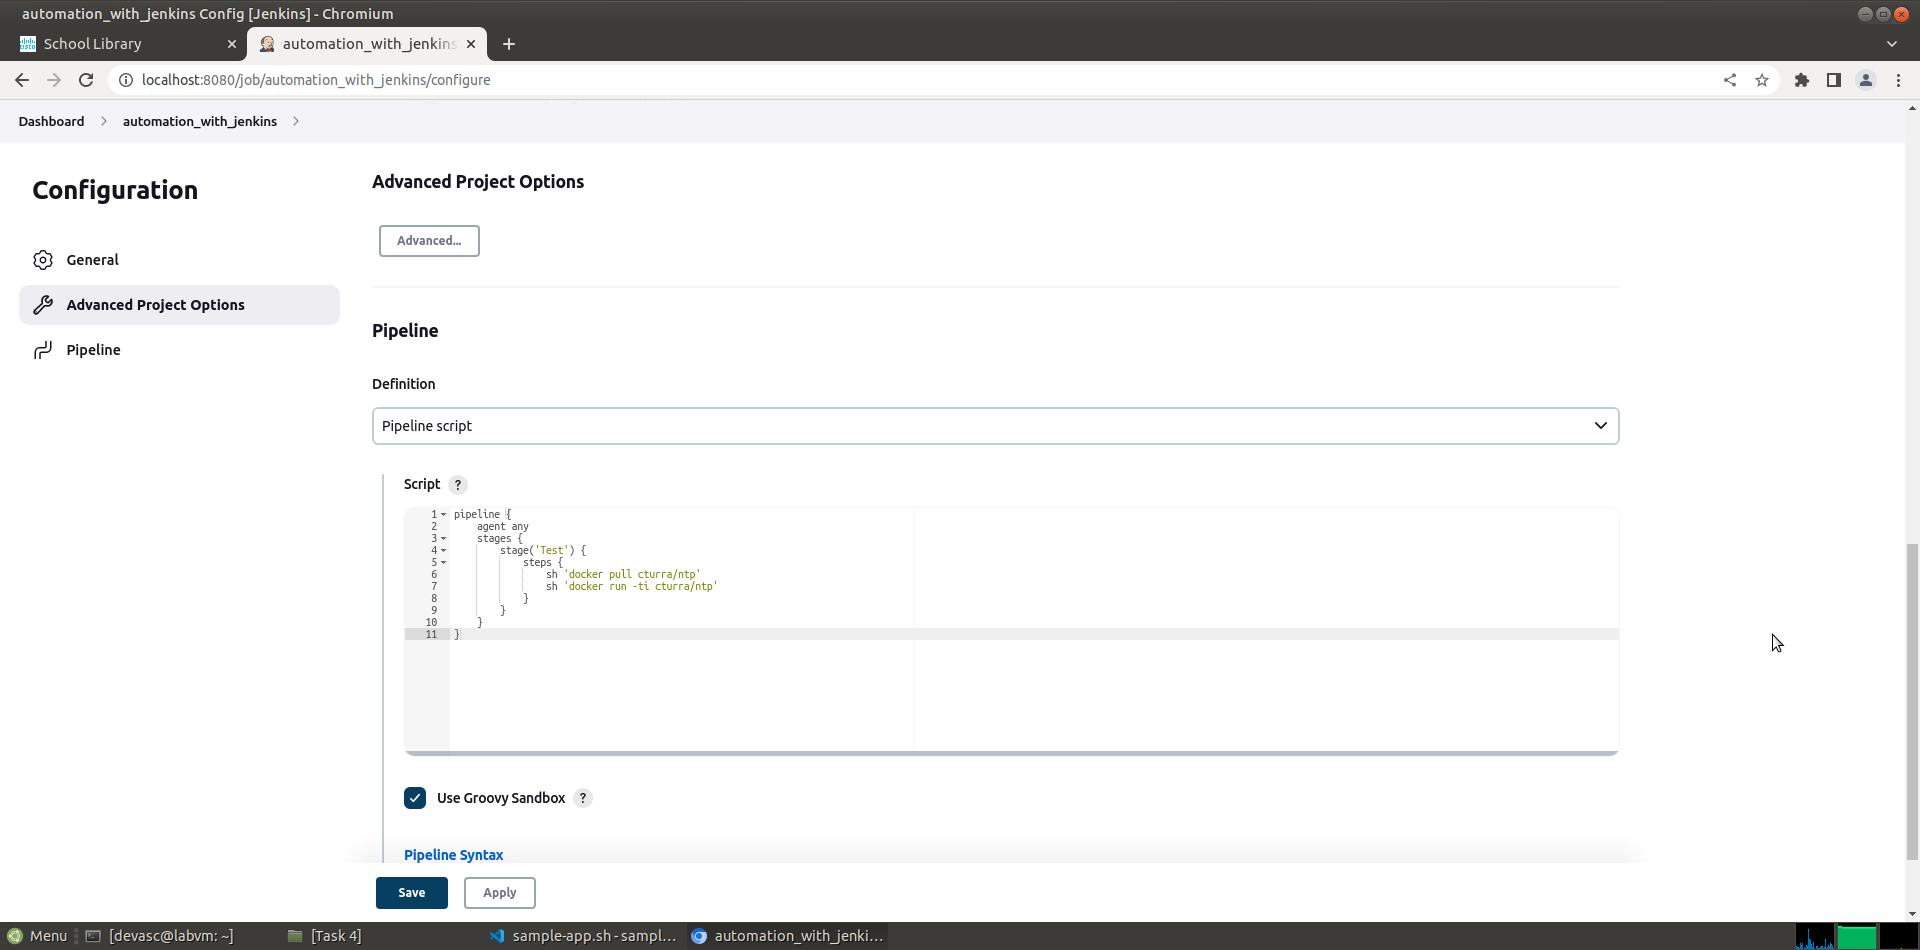 automation_with_jenkins Config [Jenkins] - Chromium
School Library
automation_with_jenkins
localhost:8080/job/automation_with_jenkins/configure
Dashboard
automation_with_jenkins
Configuration
General
Advanced Project Options
Pipeline
Advanced Project Options
Advanced...
Pipeline
Definition
Pipeline script
Script ?
1 pipeline {
2 agent any
3 stages {
4 stage('Test') {
5 steps {
6 sh 'docker pull cturra/ntp'
7 sh 'docker run -ti cturra/ntp'
8 }
9 }
10 }
11 }
Use Groovy Sandbox ?
Pipeline Syntax
Save
Apply
Menu
[devasc@labvm: ~]
[Task 4]
sample-app.sh - sampl...
automation_with_jenki...